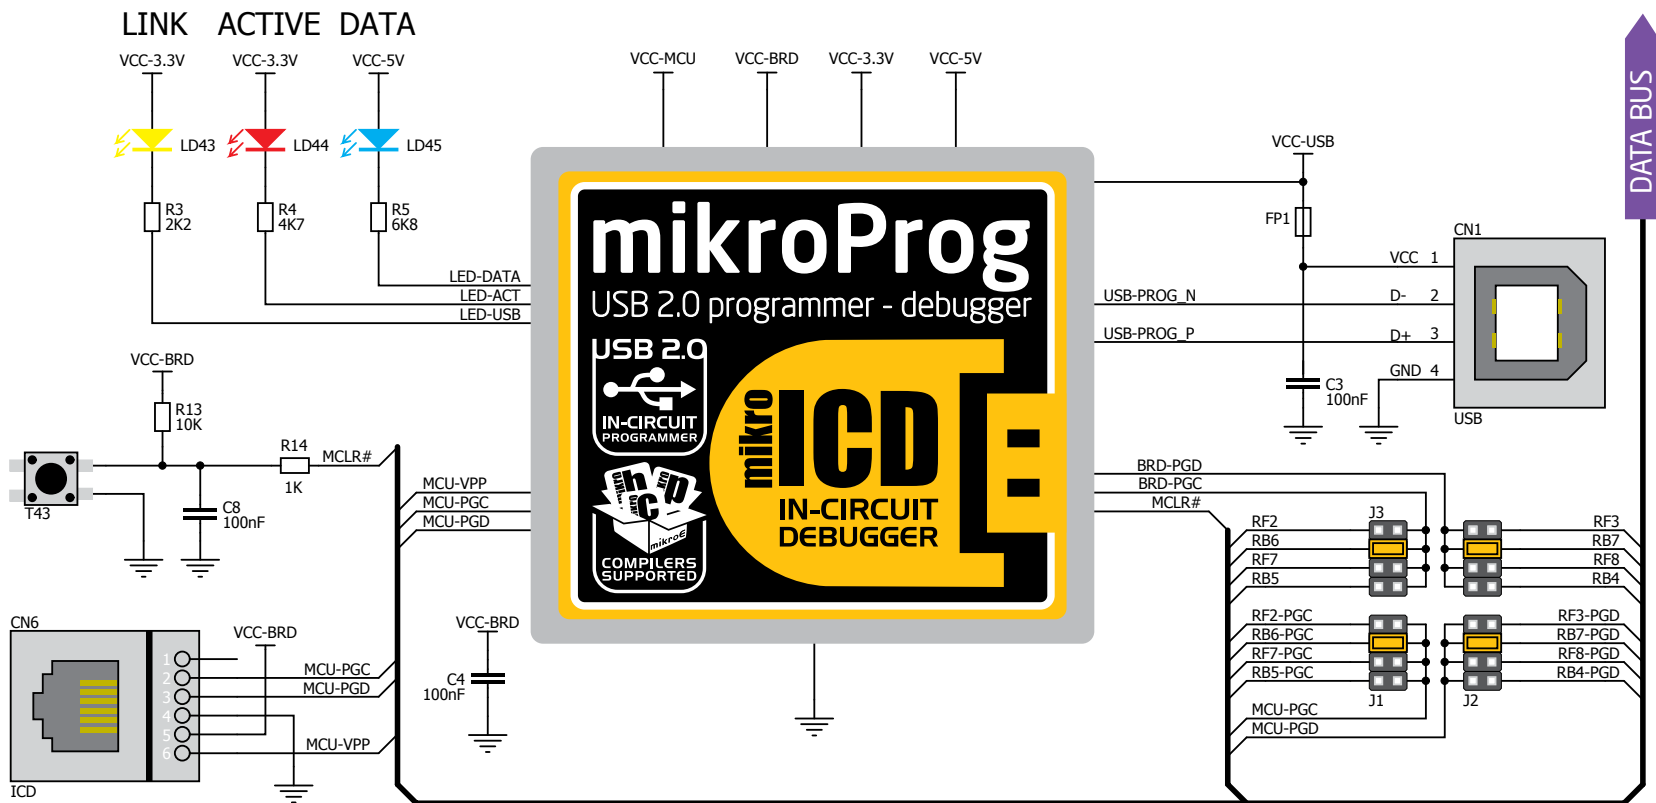 LINK ACTIVE DATA
VCC-3.3V VCC-3.3V VCC-5V
VCC-MCU VCC-BRD VCC-3.3V VCC-5V
LD43 LD44 LD45
R3 2K2
R4 4K7
R5 6K8
LED-DATA
LED-ACT
LED-USB
mikroProg
USB 2.0 programmer - debugger
USB 2.0
IN-CIRCUIT
PROGRAMMER
mikroE
COMPILERS
SUPPORTED
mikro
ICD
IN-CIRCUIT
DEBUGGER
VCC-USB
FP1
CN1
VCC 1
USB-PROG_N D- 2
USB-PROG_P D+ 3
GND 4
C3
100nF
USB
DATA BUS
VCC-BRD
R13
10K
R14
1K
MCLR#
T43
C8
100nF
MCU-VPP
MCU-PGC
MCU-PGD
BRD-PGD
BRD-PGC
MCLR#
J3
RF2 RF3
RB6 RB7
RF7 RF8
RB5 RB4
RF2-PGC RF3-PGD
RB6-PGC RB7-PGD
RF7-PGC RF8-PGD
RB5-PGC RB4-PGD
J1 J2
MCU-PGC
MCU-PGD
CN6
VCC-BRD
1
2 MCU-PGC
3 MCU-PGD
4
5
6 MCU-VPP
ICD
VCC-BRD
C4
100nF